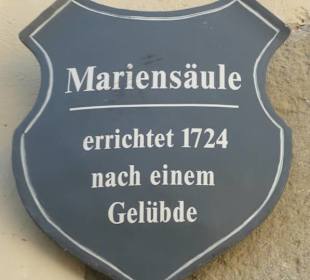 Mariensäule
errichtet 1724
nach einem
Gelübde